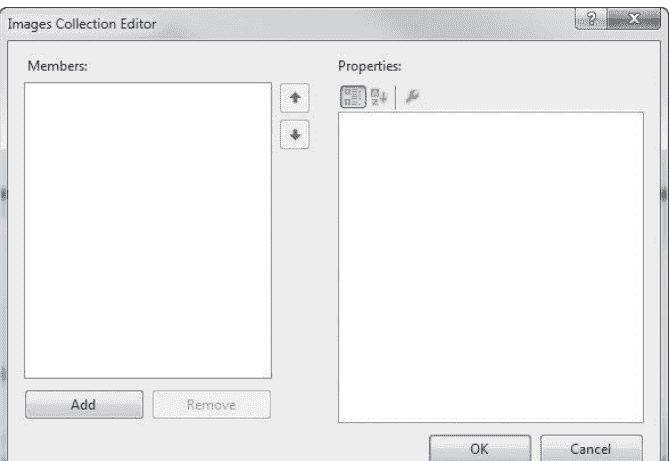 Images Collection Editor
Members:
Properties:
Add
Remove
OK
Cancel